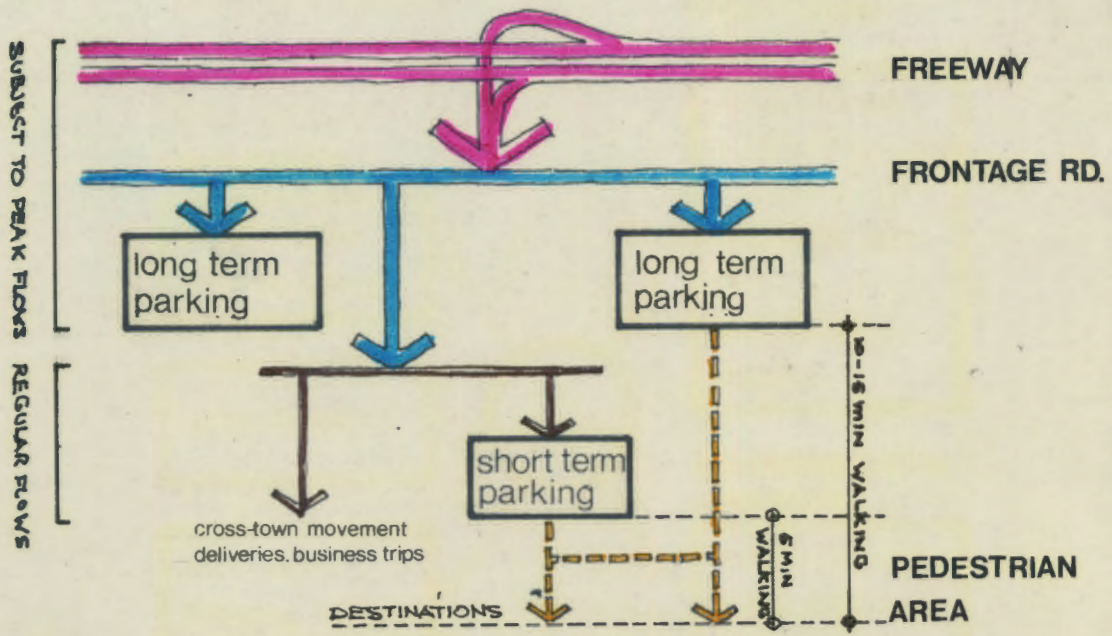 SUBJECT TO PEAK FLOWS
REGULAR FLOWS
FREEWAY
FRONTAGE RD.
long term
parking
long term
parking
short term
parking
cross-town movement
deliveries. business trips
DESTINATIONS
10-15 MIN WALKING
5 MIN
WALKING
PEDESTRIAN
AREA